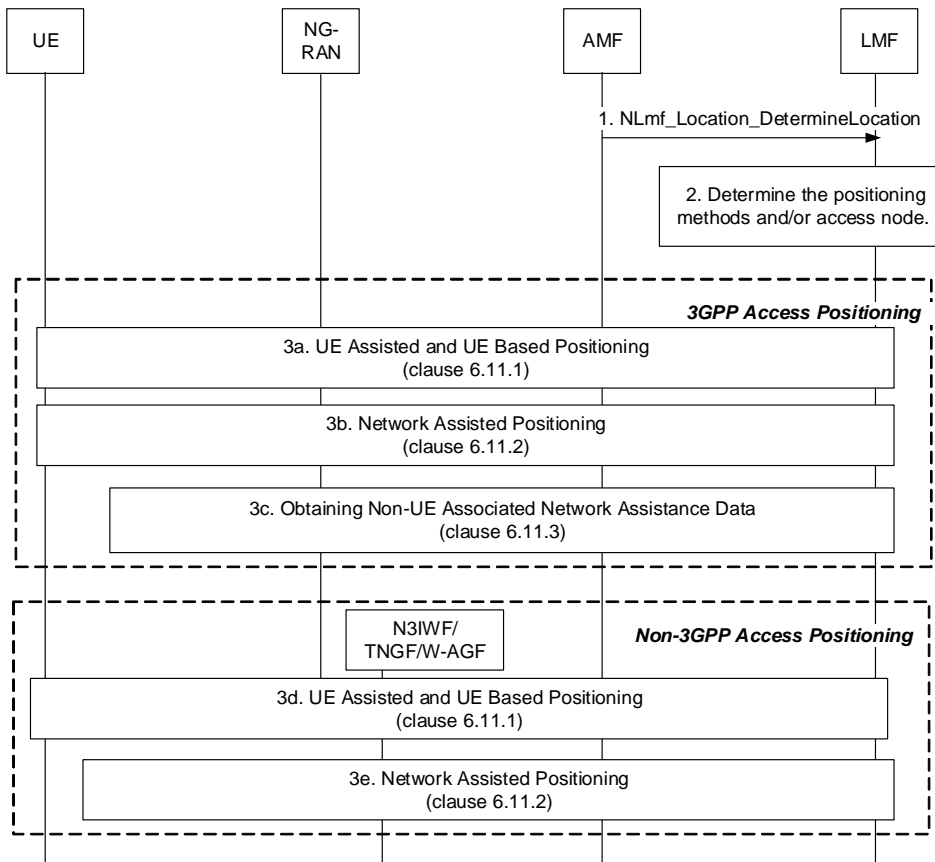 UE
NG-
RAN
AMF
LMF
1. NLmf_Location_DetermineLocation
2. Determine the positioning
methods and/or access node.
3GPP Access Positioning
3a. UE Assisted and UE Based Positioning
(clause 6.11.1)
3b. Network Assisted Positioning
(clause 6.11.2)
3c. Obtaining Non-UE Associated Network Assistance Data
(clause 6.11.3)
N3IWF/
TNGF/W-AGF
Non-3GPP Access Positioning
3d. UE Assisted and UE Based Positioning
(clause 6.11.1)
3e. Network Assisted Positioning
(clause 6.11.2)